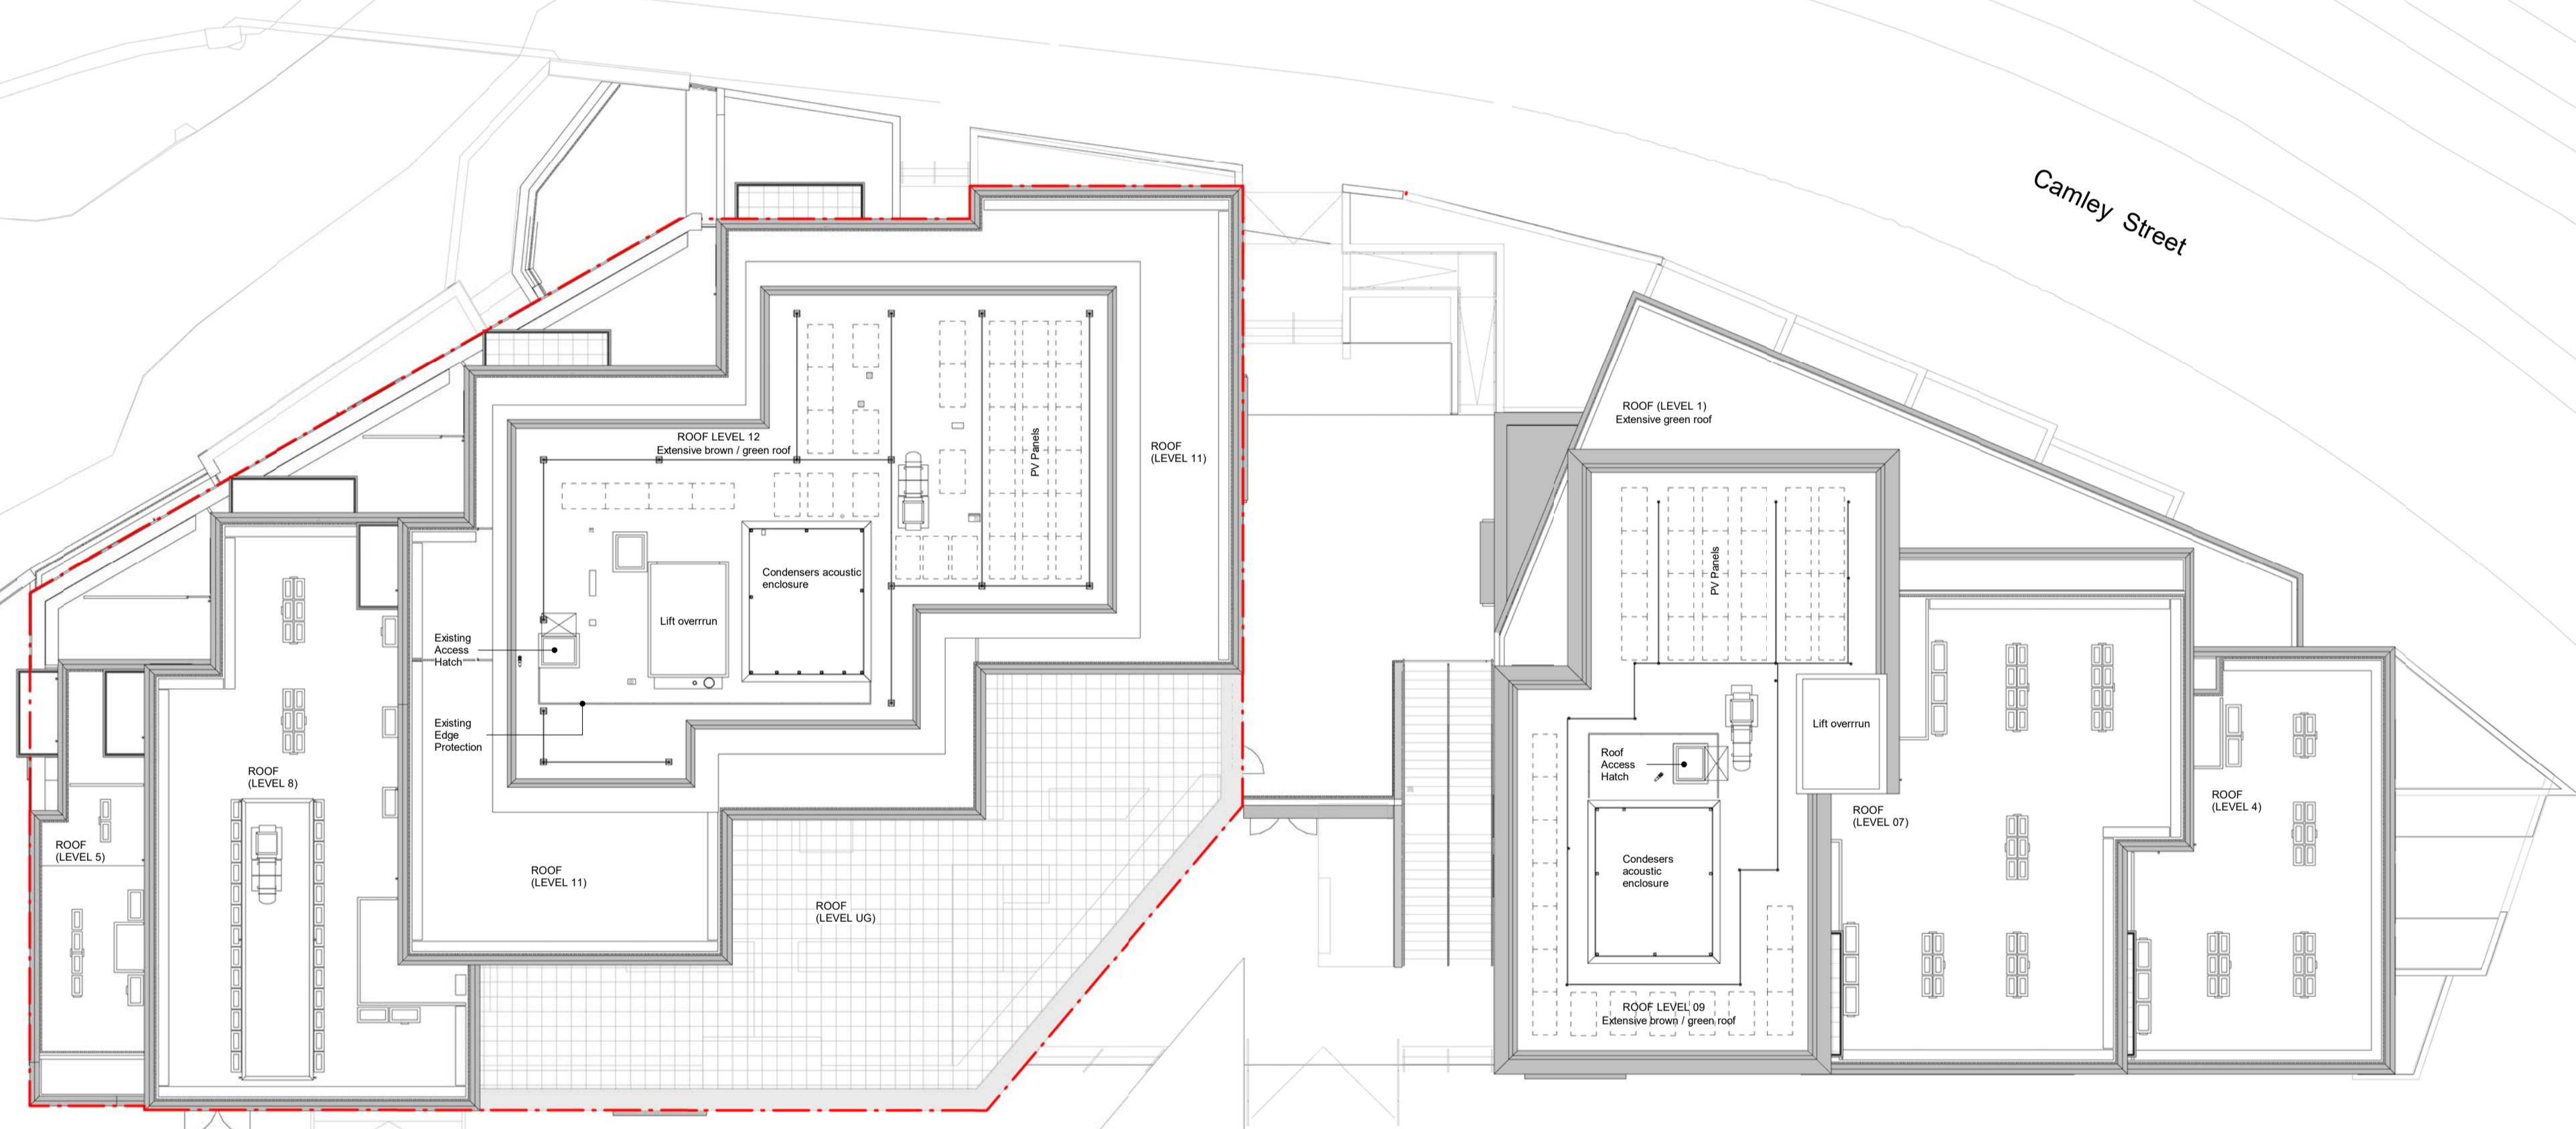 Camley Street
ROOF LEVEL 12
Extensive brown / green roof
PV Panels
ROOF
(LEVEL 11)
Condensers acoustic
enclosure
Lift overrrun
Existing
Access
Hatch
Existing
Edge
Protection
ROOF
(LEVEL 8)
ROOF
(LEVEL 5)
ROOF
(LEVEL 11)
ROOF
(LEVEL UG)
ROOF (LEVEL 1)
Extensive green roof
PV Panels
Lift overrrun
Roof
Access
Hatch
ROOF
(LEVEL 07)
ROOF
(LEVEL 4)
Condesers
acoustic
enclosure
ROOF LEVEL 09
Extensive brown / green roof